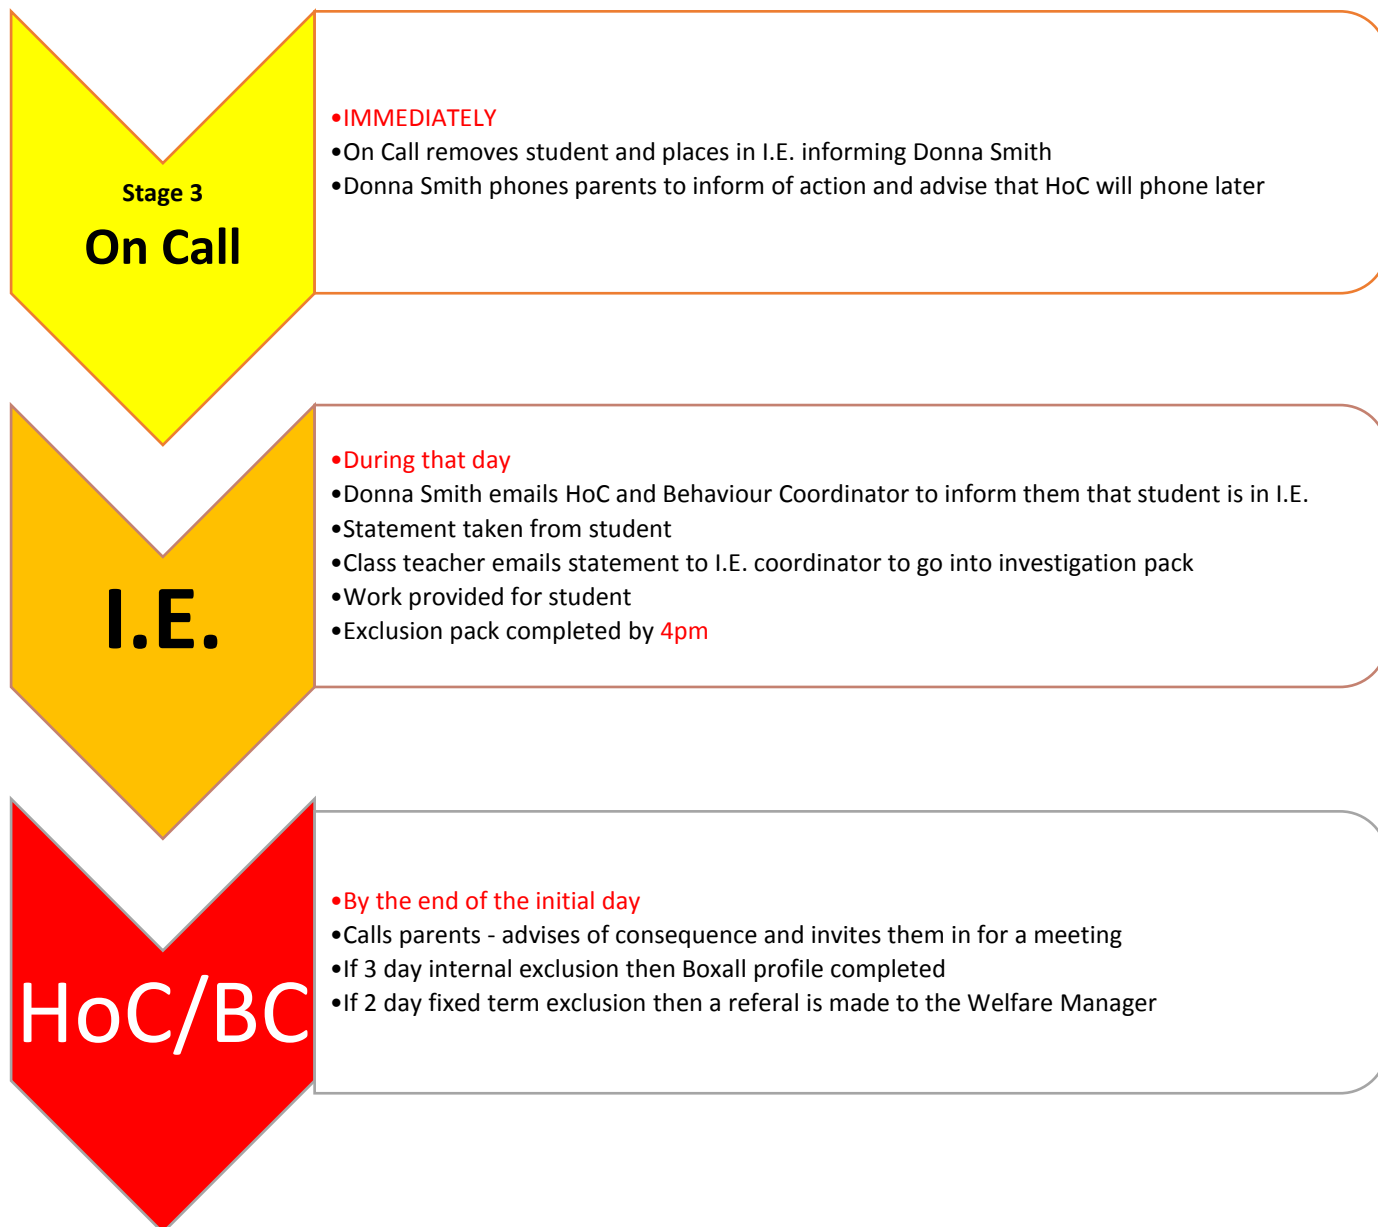 Stage 3
On Call
•IMMEDIATELY
•On Call removes student and places in I.E. informing Donna Smith
•Donna Smith phones parents to inform of action and advise that HoC will phone later
I.E.
•During that day
•Donna Smith emails HoC and Behaviour Coordinator to inform them that student is in I.E.
•Statement taken from student
•Class teacher emails statement to I.E. coordinator to go into investigation pack
•Work provided for student
•Exclusion pack completed by 4pm
HoC/BC
•By the end of the initial day
•Calls parents - advises of consequence and invites them in for a meeting
•If 3 day internal exclusion then Boxall profile completed
•If 2 day fixed term exclusion then a referal is made to the Welfare Manager